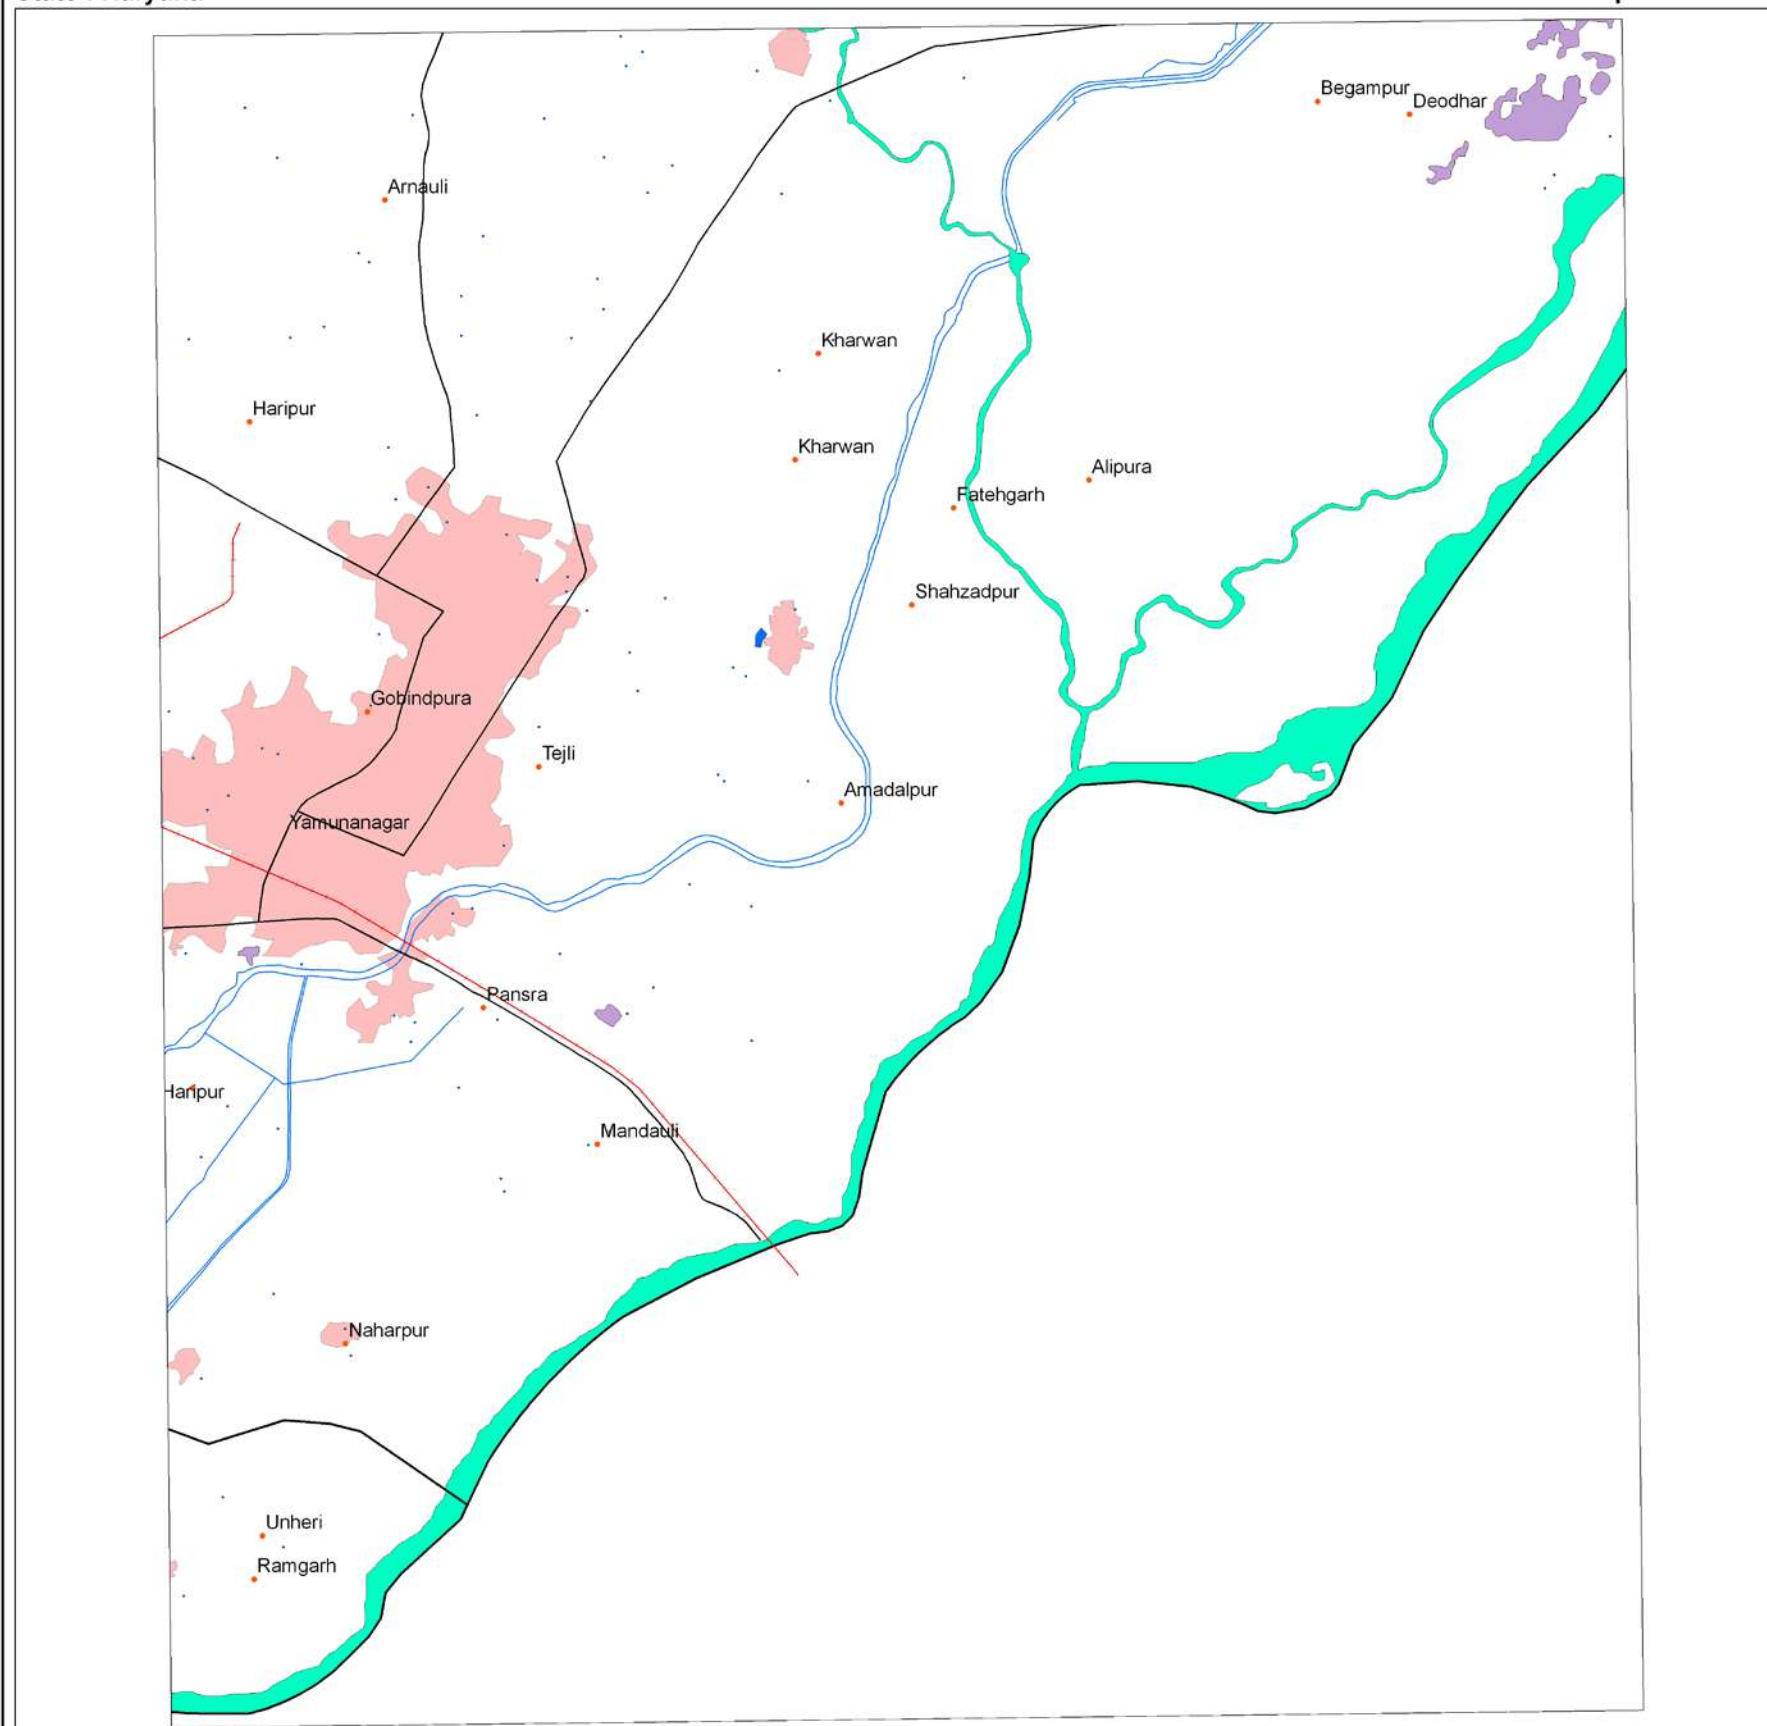 Begampur
Deodhar
Arnauli
Kharwan
Haripur
Kharwan
Alipura
Fatehgarh
Shahzadpur
Gobindpura
Tejli
Amadalpur
Yamunanagar
Pansra
Haripur
Mandauli
Naharpur
Unheri
Ramgarh